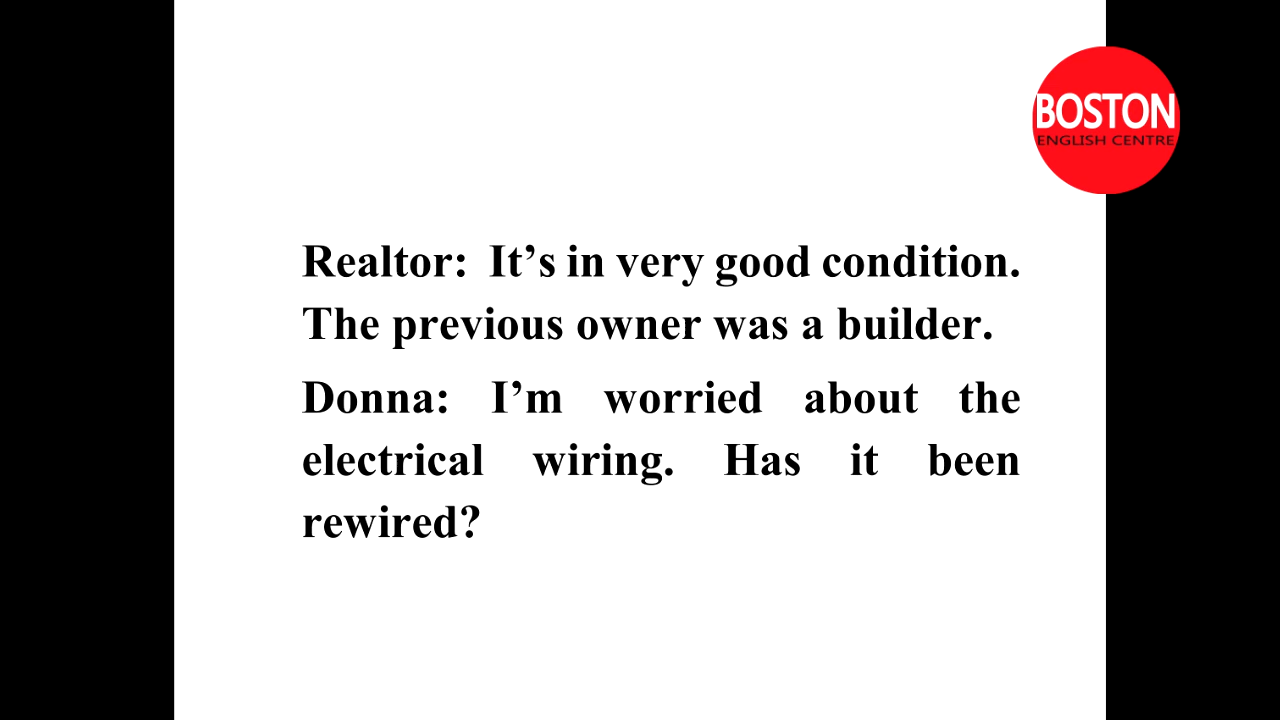 BOSTON
ENGLISH CENTRE
Realtor: It’s in very good condition.
The previous owner was a builder.
Donna: I’m worried about the
electrical wiring. Has it been
rewired?